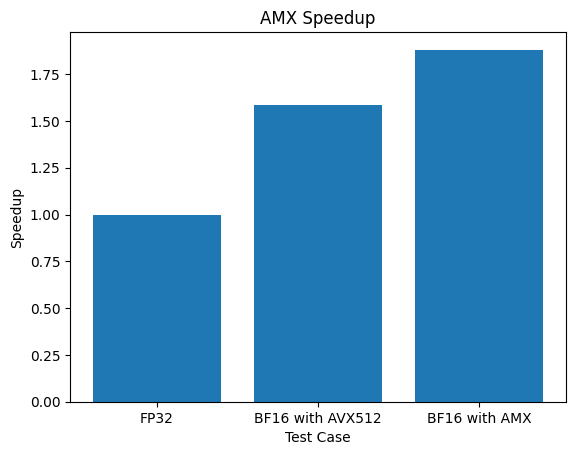 AMX Speedup
1.75
1.50
1.25
1.00
0.75
0.50
0.25
0.00
Speedup
FP32
BF16 with AVX512
BF16 with AMX
Test Case